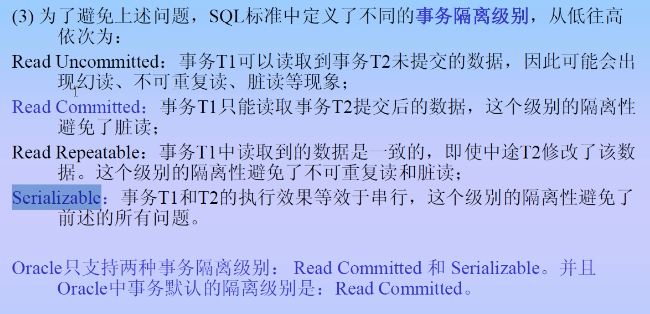 (3) 为了避免上述问题，SQL标准中定义了不同的事务隔离级别，从低往高
依次为：
Read Uncommitted：事务T1可以读取到事务T2未提交的数据，因此可能会出
现幻读、不可重复读、脏读等现象；
Read Committed：事务T1只能读取事务T2提交后的数据，这个级别的隔离性
避免了脏读；
Read Repeatable：事务T1中读取到的数据是一致的，即使中途T2修改了该数
据。这个级别的隔离性避免了不可重复读和脏读；
Serializable：事务T1和T2的执行效果等效于串行，这个级别的隔离性避免了
前述的所有问题。
Oracle只支持两种事务隔离级别： Read Committed 和 Serializable。并且
Oracle中事务默认的隔离级别是：Read Committed。